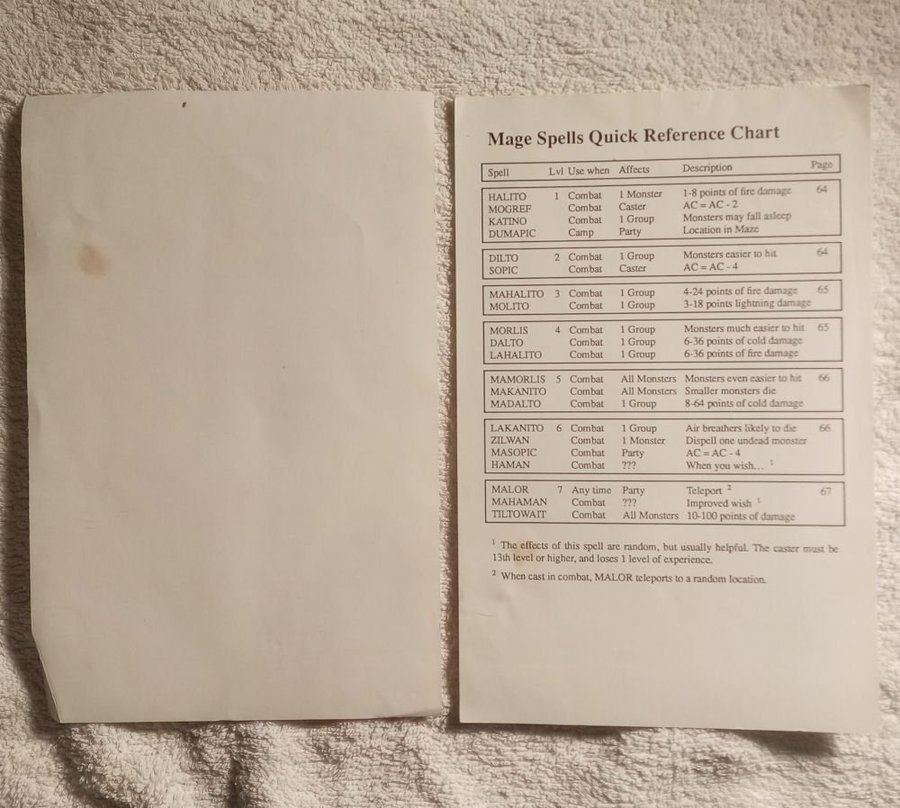 Mage Spells Quick Reference Chart
Spell Lvl Use when Affects Description Page
HALITO 1 Combat 1 Monster 1-8 points of fire damage 64
MOGREF Combat Caster AC = AC - 2
KATINO Combat 1 Group Monsters may fall asleep
DUMAPIC Camp Party Location in Maze
DILTO 2 Combat 1 Group Monsters easier to hit 64
SOPIC Combat Caster AC = AC - 4
MAHALITO 3 Combat 1 Group 4-24 points of fire damage 65
MOLITO Combat 1 Group 3-18 points lightning damage
MORLIS 4 Combat 1 Group Monsters much easier to hit 65
DALTO Combat 1 Group 6-36 points of cold damage
LAHALITO Combat 1 Group 6-36 points of fire damage
MAMORLIS 5 Combat All Monsters Monsters even easier to hit 66
MAKANITO Combat All Monsters Smaller monsters die
MADALTO Combat 1 Group 8-64 points of cold damage
LAKANITO 6 Combat 1 Group Air breathers likely to die 66
ZILWAN Combat 1 Monster Dispell one undead monster
MASOPIC Combat Party AC = AC - 4
HAMAN Combat ??? When you wish... 1
MALOR 7 Any time Party Teleport 2 67
MAHAMAN Combat ??? Improved wish 1
TILTOWAIT Combat All Monsters 10-100 points of damage
1 The effects of this spell are random, but usually helpful. The caster must be
13th level or higher, and loses 1 level of experience.
2 When cast in combat, MALOR teleports to a random location.